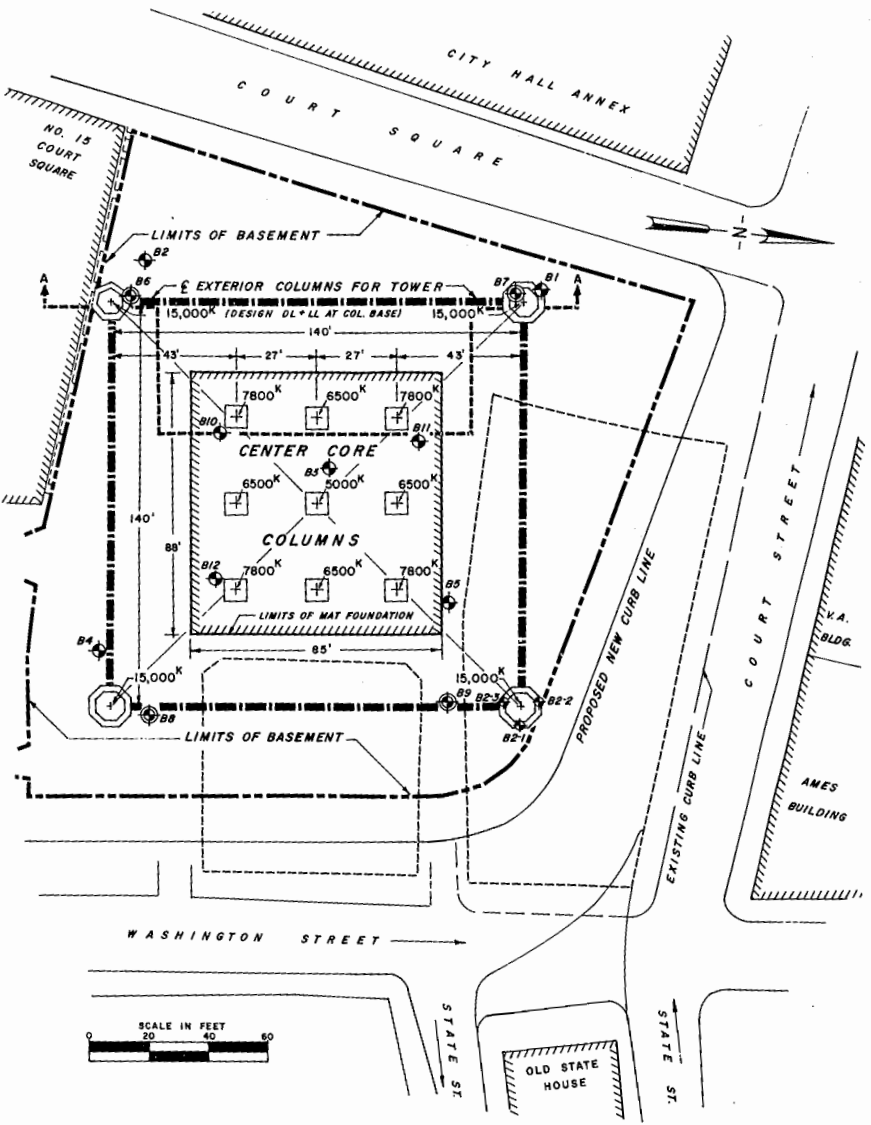 CITY HALL ANNEX
COURT SQUARE
NO. 15
COURT
SQUARE
N
LIMITS OF BASEMENT
B2
A
B6
℄ EXTERIOR COLUMNS FOR TOWER
B7
B1
A
15,000K
(DESIGN DL + LL AT COL. BASE)
15,000K
140'
43'
27'
27'
43'
7800K
6500K
7800K
B10
B11
CENTER CORE
B3
6500K
5000K
6500K
140'
88'
COLUMNS
B12
7800K
6500K
7800K
B5
LIMITS OF MAT FOUNDATION
85'
B4
15,000K
15,000K
B8
B9
B2-3
B2-2
B2-1
LIMITS OF BASEMENT
PROPOSED NEW CURB LINE
EXISTING CURB LINE
COURT STREET
V.A.
BLDG.
AMES
BUILDING
WASHINGTON STREET
STATE ST.
STATE ST.
OLD STATE
HOUSE
SCALE IN FEET
0 20 40 60